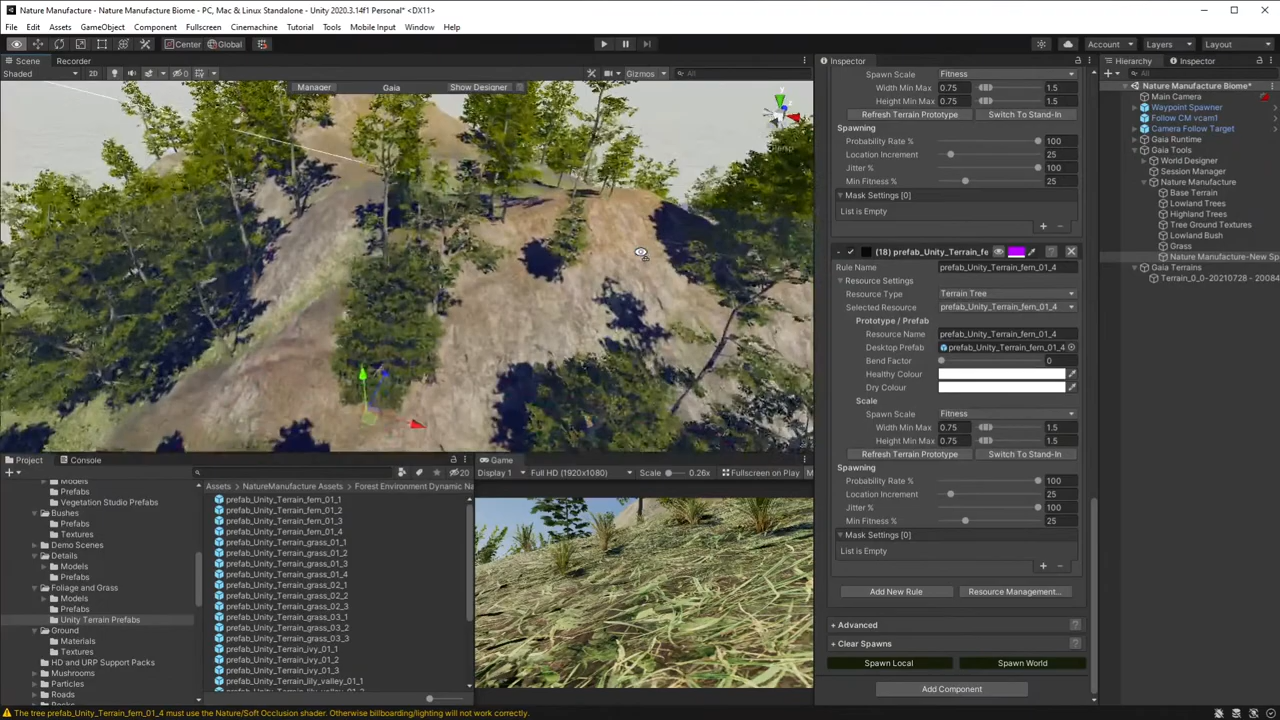 Nature Manufacture - Nature Manufacture Biome - PC, Mac & Linux Standalone - Unity 2020.3.14f1 Personal* <DX11>
File Edit Assets GameObject Component Fullscreen Cinemachine Tutorial Tools Mobile Input Window Help
Center Global Account Layers Layout
Scene Recorder
Shaded 2D 0 Gizmos All
Manager Gaia Show Designer
y
Persp
Inspector
Spawn Scale Fitness
Width Min Max 0.75 1.5
Height Min Max 0.75 1.5
Refresh Terrain Prototype Switch To Stand-In
Spawning
Probability Rate % 100
Location Increment 25
Jitter % 100
Min Fitness % 25
Mask Settings [0]
List is Empty
(18) prefab_Unity_Terrain_fe
Rule Name prefab_Unity_Terrain_fern_01_4
Resource Settings
Resource Type Terrain Tree
Selected Resource prefab_Unity_Terrain_fern_01_4
Prototype / Prefab
Resource Name prefab_Unity_Terrain_fern_01_4
Desktop Prefab prefab_Unity_Terrain_fern_01_4
Bend Factor 0
Healthy Colour
Dry Colour
Scale
Spawn Scale Fitness
Width Min Max 0.75 1.5
Height Min Max 0.75 1.5
Refresh Terrain Prototype Switch To Stand-In
Spawning
Probability Rate % 100
Location Increment 25
Jitter % 100
Min Fitness % 25
Mask Settings [0]
List is Empty
Add New Rule Resource Management...
+ Advanced
+ Clear Spawns
Spawn Local Spawn World
Add Component
Hierarchy Inspector
All
Nature Manufacture Biome*
Main Camera
Waypoint Spawner
Follow CM vcam1
Camera Follow Target
Gaia Runtime
Gaia Tools
World Designer
Session Manager
Nature Manufacture
Base Terrain
Lowland Trees
Highland Trees
Tree Ground Textures
Lowland Bush
Grass
Nature Manufacture-New Sp
Gaia Terrains
Terrain_0_0-20210728 - 20084
Project Console
20
Models
Prefabs
Vegetation Studio Prefabs
Bushes
Prefabs
Textures
Demo Scenes
Details
Models
Prefabs
Foliage and Grass
Models
Prefabs
Unity Terrain Prefabs
Ground
Materials
Textures
HD and URP Support Packs
Mushrooms
Particles
Roads
Rocks
Assets NatureManufacture Assets Forest Environment Dynamic Na
prefab_Unity_Terrain_fern_01_1
prefab_Unity_Terrain_fern_01_2
prefab_Unity_Terrain_fern_01_3
prefab_Unity_Terrain_fern_01_4
prefab_Unity_Terrain_grass_01_1
prefab_Unity_Terrain_grass_01_2
prefab_Unity_Terrain_grass_01_3
prefab_Unity_Terrain_grass_01_4
prefab_Unity_Terrain_grass_02_1
prefab_Unity_Terrain_grass_02_2
prefab_Unity_Terrain_grass_02_3
prefab_Unity_Terrain_grass_03_1
prefab_Unity_Terrain_grass_03_2
prefab_Unity_Terrain_grass_03_3
prefab_Unity_Terrain_ivy_01_1
prefab_Unity_Terrain_ivy_01_2
prefab_Unity_Terrain_ivy_01_3
prefab_Unity_Terrain_lily_valley_01_1
Game
Display 1 Full HD (1920x1080) Scale 0.26x Fullscreen on Play M
The tree prefab_Unity_Terrain_fern_01_4 must use the Nature/Soft Occlusion shader. Otherwise billboarding/lighting will not work correctly.